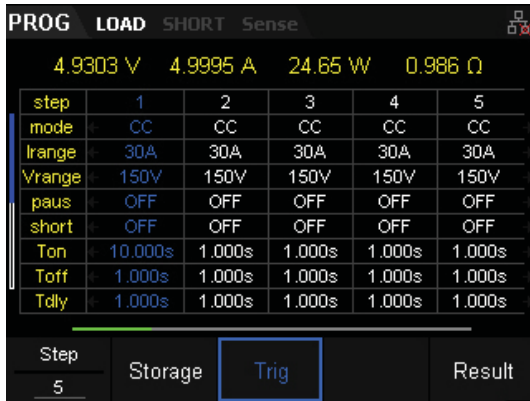 PROG LOAD SHORT Sense
4.9303 V 4.9995 A 24.65 W 0.986 Ω
step 1 2 3 4 5
mode CC CC CC CC CC
Irange 30A 30A 30A 30A 30A
Vrange 150V 150V 150V 150V 150V
paus OFF OFF OFF OFF OFF
short OFF OFF OFF OFF OFF
Ton 10.000s 1.000s 1.000s 1.000s 1.000s
Toff 1.000s 1.000s 1.000s 1.000s 1.000s
Tdly 1.000s 1.000s 1.000s 1.000s 1.000s
Step
5
Storage
Trig
Result